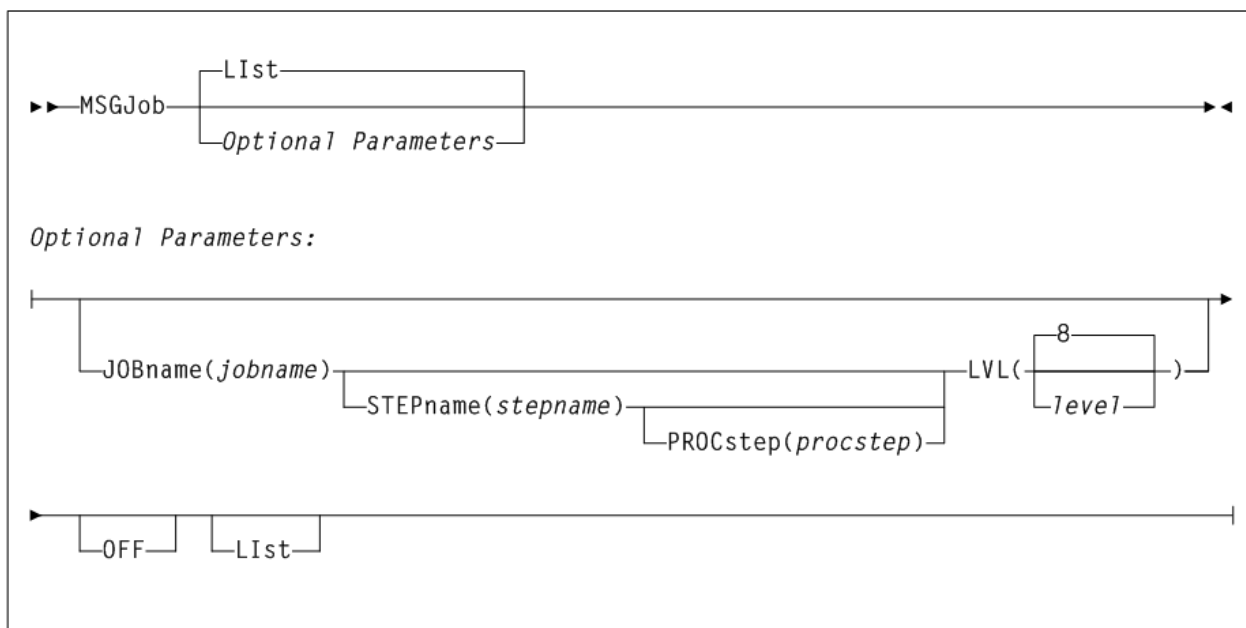 LIst
MSGJob
Optional Parameters
Optional Parameters:
8
JOBname(jobname) LVL( )
STEPname(stepname) level
PROCstep(procstep)
OFF LIst